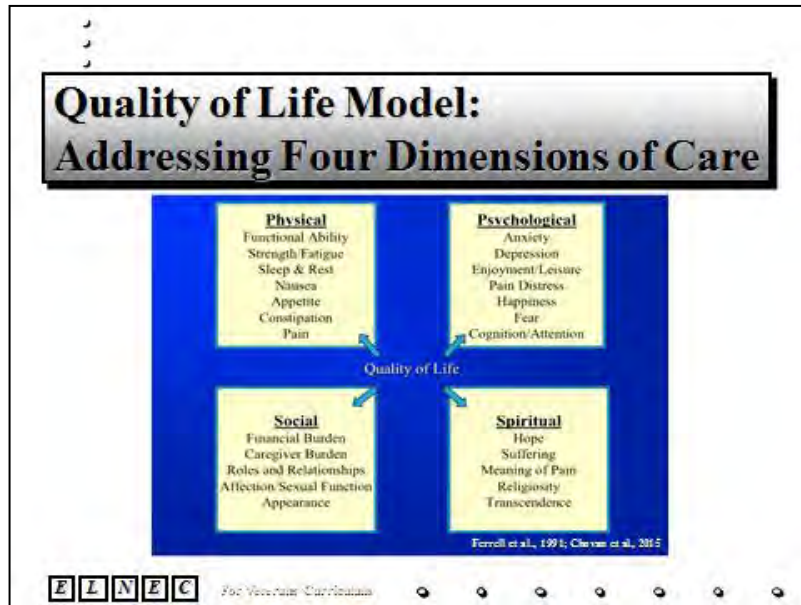 Quality of Life Model:
Addressing Four Dimensions of Care
Physical
Functional Ability
Strength/Fatigue
Sleep & Rest
Nausea
Appetite
Constipation
Pain
Psychological
Anxiety
Depression
Enjoyment/Leisure
Pain Distress
Happiness
Fear
Cognition/Attention
Quality of Life
Social
Financial Burden
Caregiver Burden
Roles and Relationships
Affection/Sexual Function
Appearance
Spiritual
Hope
Suffering
Meaning of Pain
Religiosity
Transcendence
Ferrell et al., 1991; et al., 2015
E L N E C For Veterans Curriculum